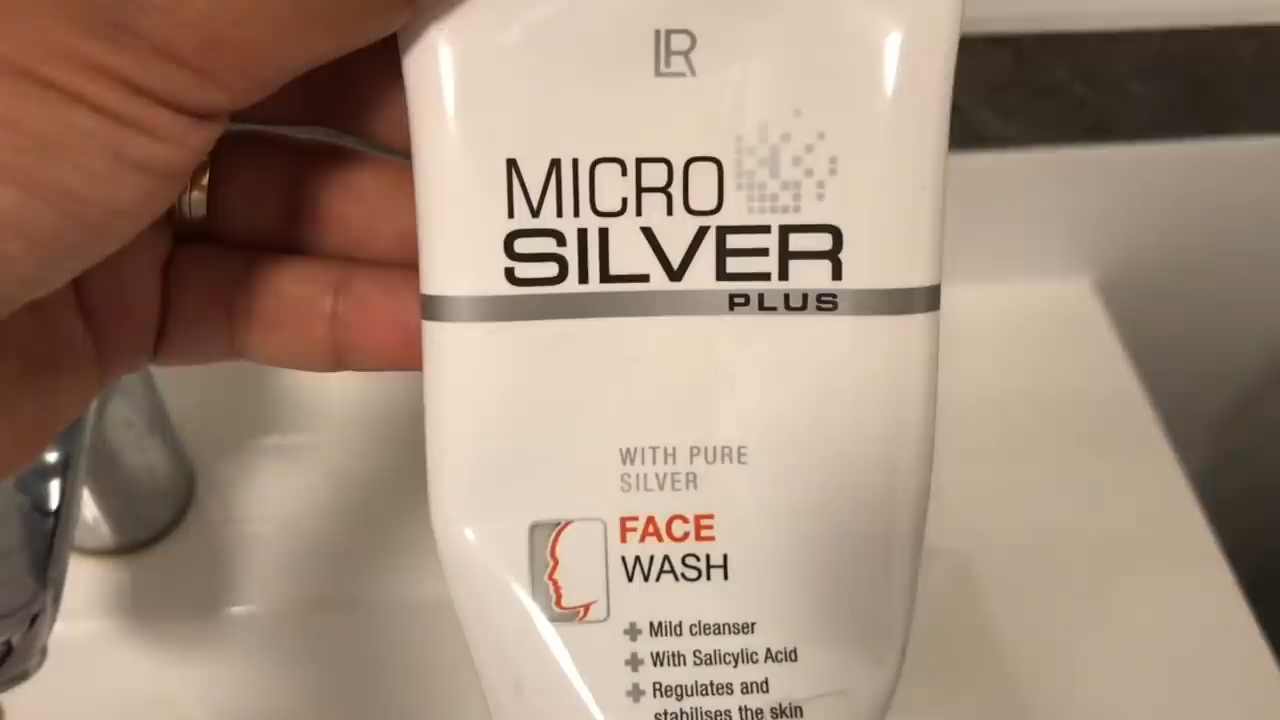 LR
MICRO
SILVER
PLUS
WITH PURE
SILVER
FACE
WASH
Mild cleanser
With Salicylic Acid
Regulates and
stabilises the skin